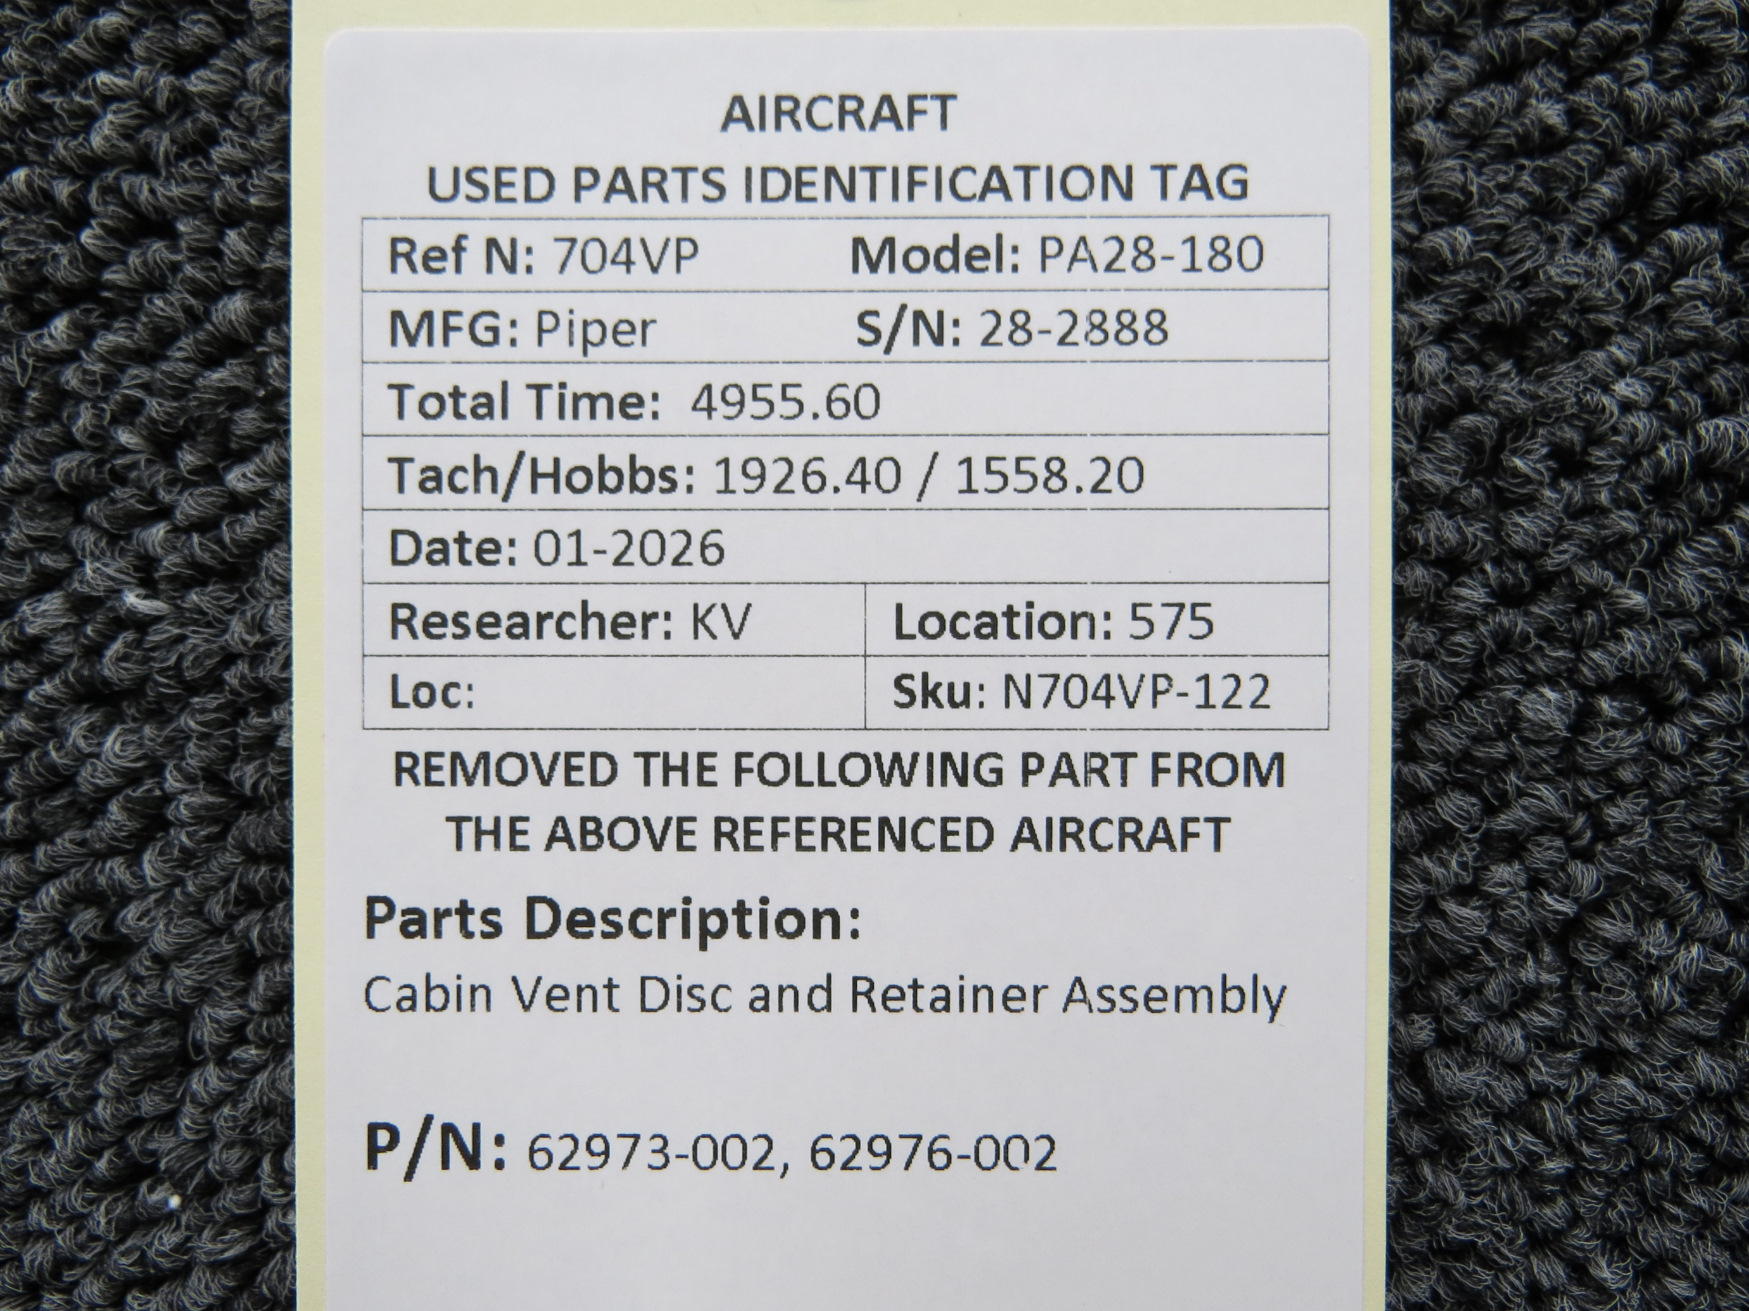 AIRCRAFT
USED PARTS IDENTIFICATION TAG
Ref N: 704VP Model: PA28-180
MFG: Piper S/N: 28-2888
Total Time: 4955.60
Tach/Hobbs: 1926.40 / 1558.20
Date: 01-2026
Researcher: KV Location: 575
Loc: Sku: N704VP-122
REMOVED THE FOLLOWING PART FROM
THE ABOVE REFERENCED AIRCRAFT
Parts Description:
Cabin Vent Disc and Retainer Assembly
P/N: 62973-002, 62976-002